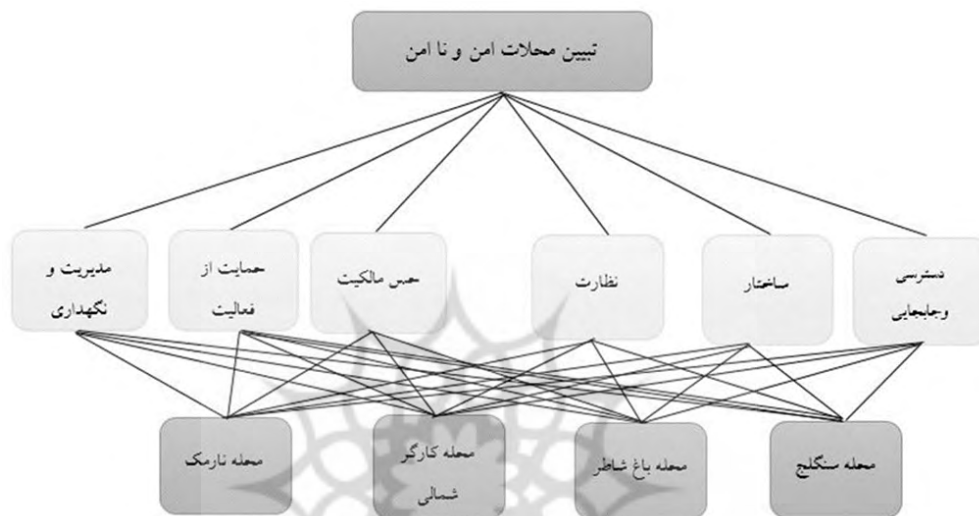 تبیین محلات امن و نا امن
دسترسی
وجابجایی
ساختار
نظارت
حس مالکیت
حمایت از
فعالیت
مدیریت و
نگهداری
محله سنگلج
محله باغ شاطر
محله کارگر
شمالی
محله نارمک